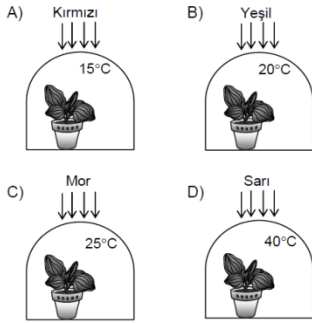 A) Kırmızı
15°C
B) Yeşil
20°C
C) Mor
25°C
D) Sarı
40°C